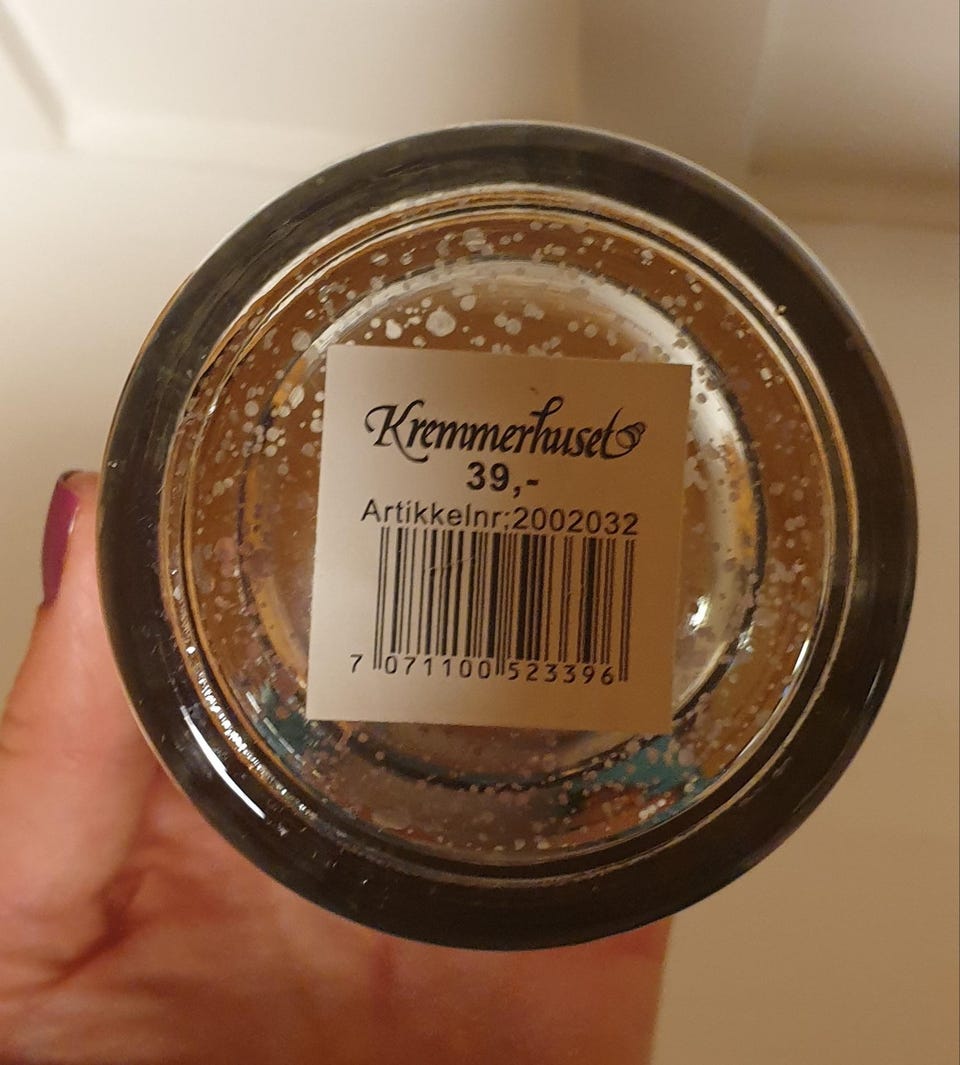 Kremmerhuset
39,-
Artikkelnr:2002032
7 071100 523396